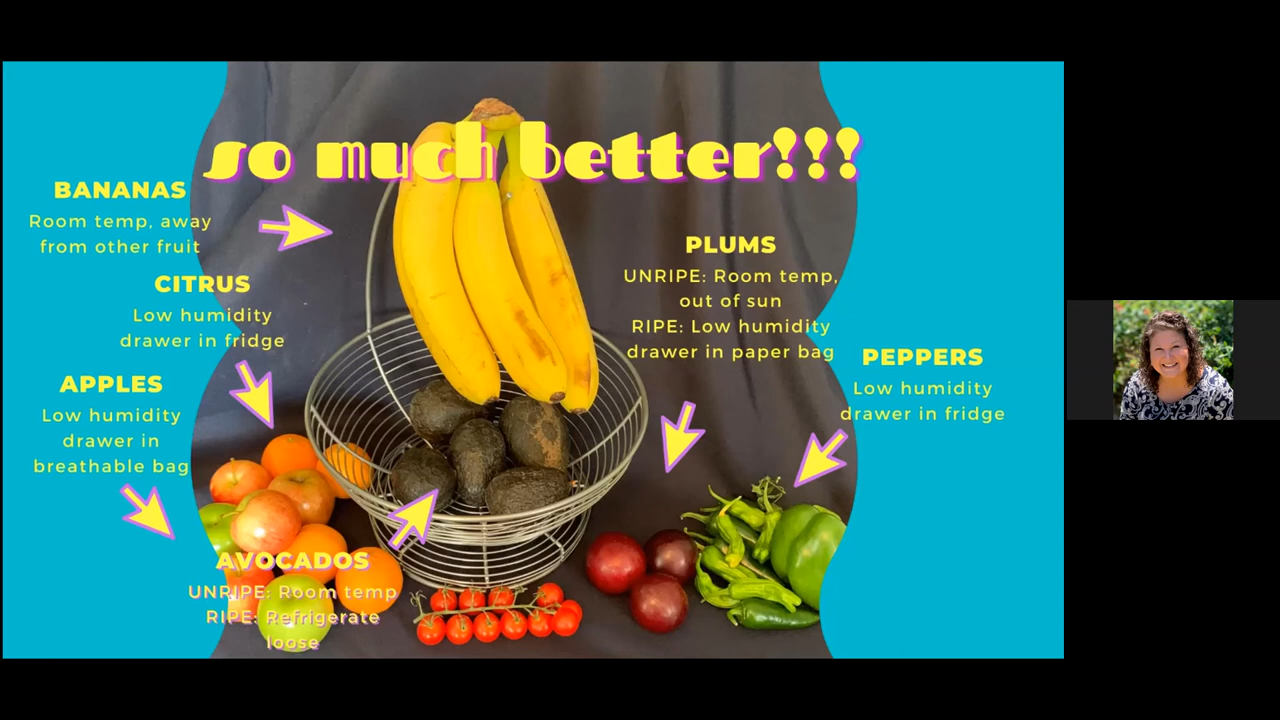 so much better!!!
BANANAS
Room temp, away
from other fruit
CITRUS
Low humidity
drawer in fridge
APPLES
Low humidity
drawer in
breathable bag
AVOCADOS
UNRIPE: Room temp
RIPE: Refrigerate
loose
PLUMS
UNRIPE: Room temp,
out of sun
RIPE: Low humidity
drawer in paper bag
PEPPERS
Low humidity
drawer in fridge